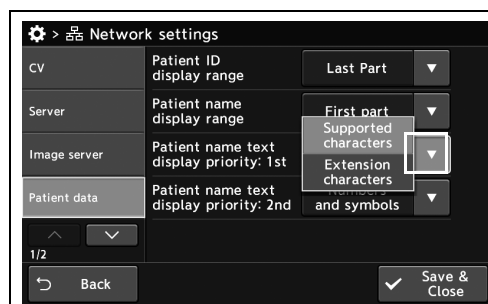 > Network settings
CV
Patient ID
display range
Last Part
Server
Patient name
display range
First part
Image server
Patient name text
display priority: 1st
Supported
characters
Extension
characters
Patient data
Patient name text
display priority: 2nd
Numbers
and symbols
1/2
Back
Save &
Close